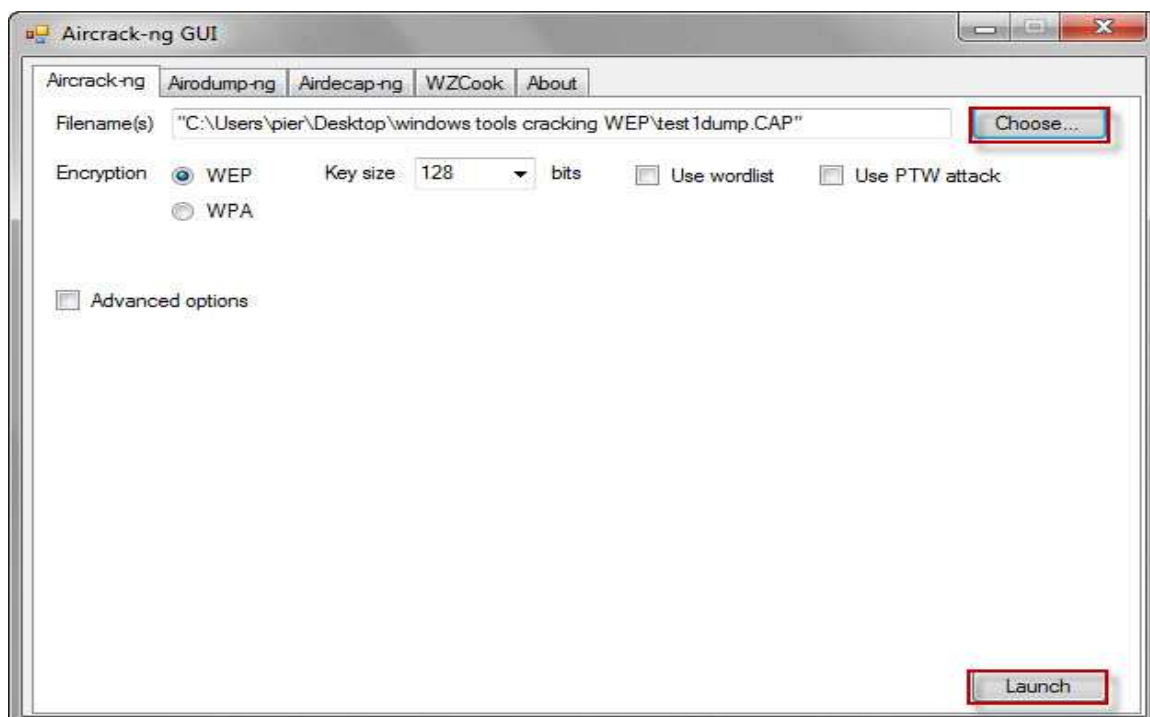 Aircrack-ng GUI
Aircrack-ng Airodump-ng Airdecap-ng WZCook About
Filename(s) "C:\Users\pier\Desktop\windows tools cracking WEP\test1dump.CAP" Choose...
Encryption WEP Key size 128 bits Use wordlist Use PTW attack
WPA
Advanced options
Launch